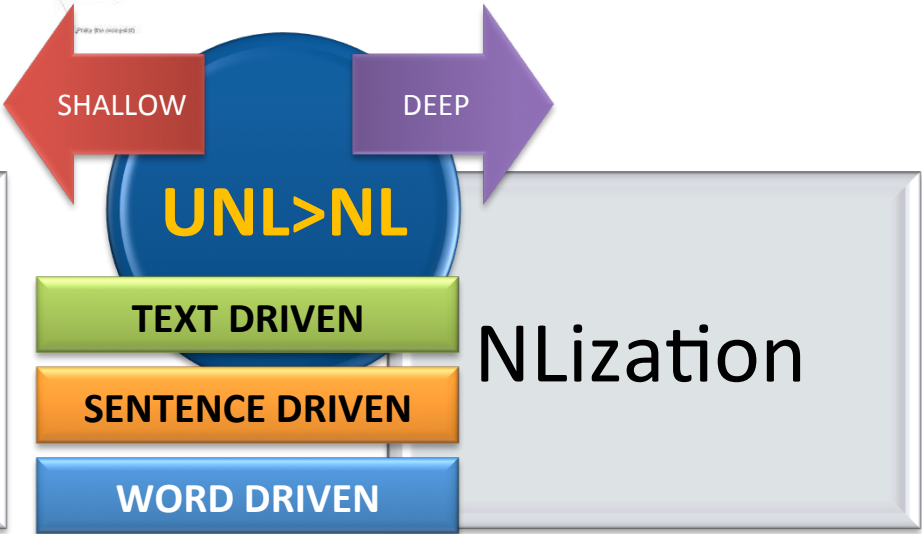 SHALLOW
DEEP
UNL>NL
TEXT DRIVEN
SENTENCE DRIVEN
WORD DRIVEN
NLization